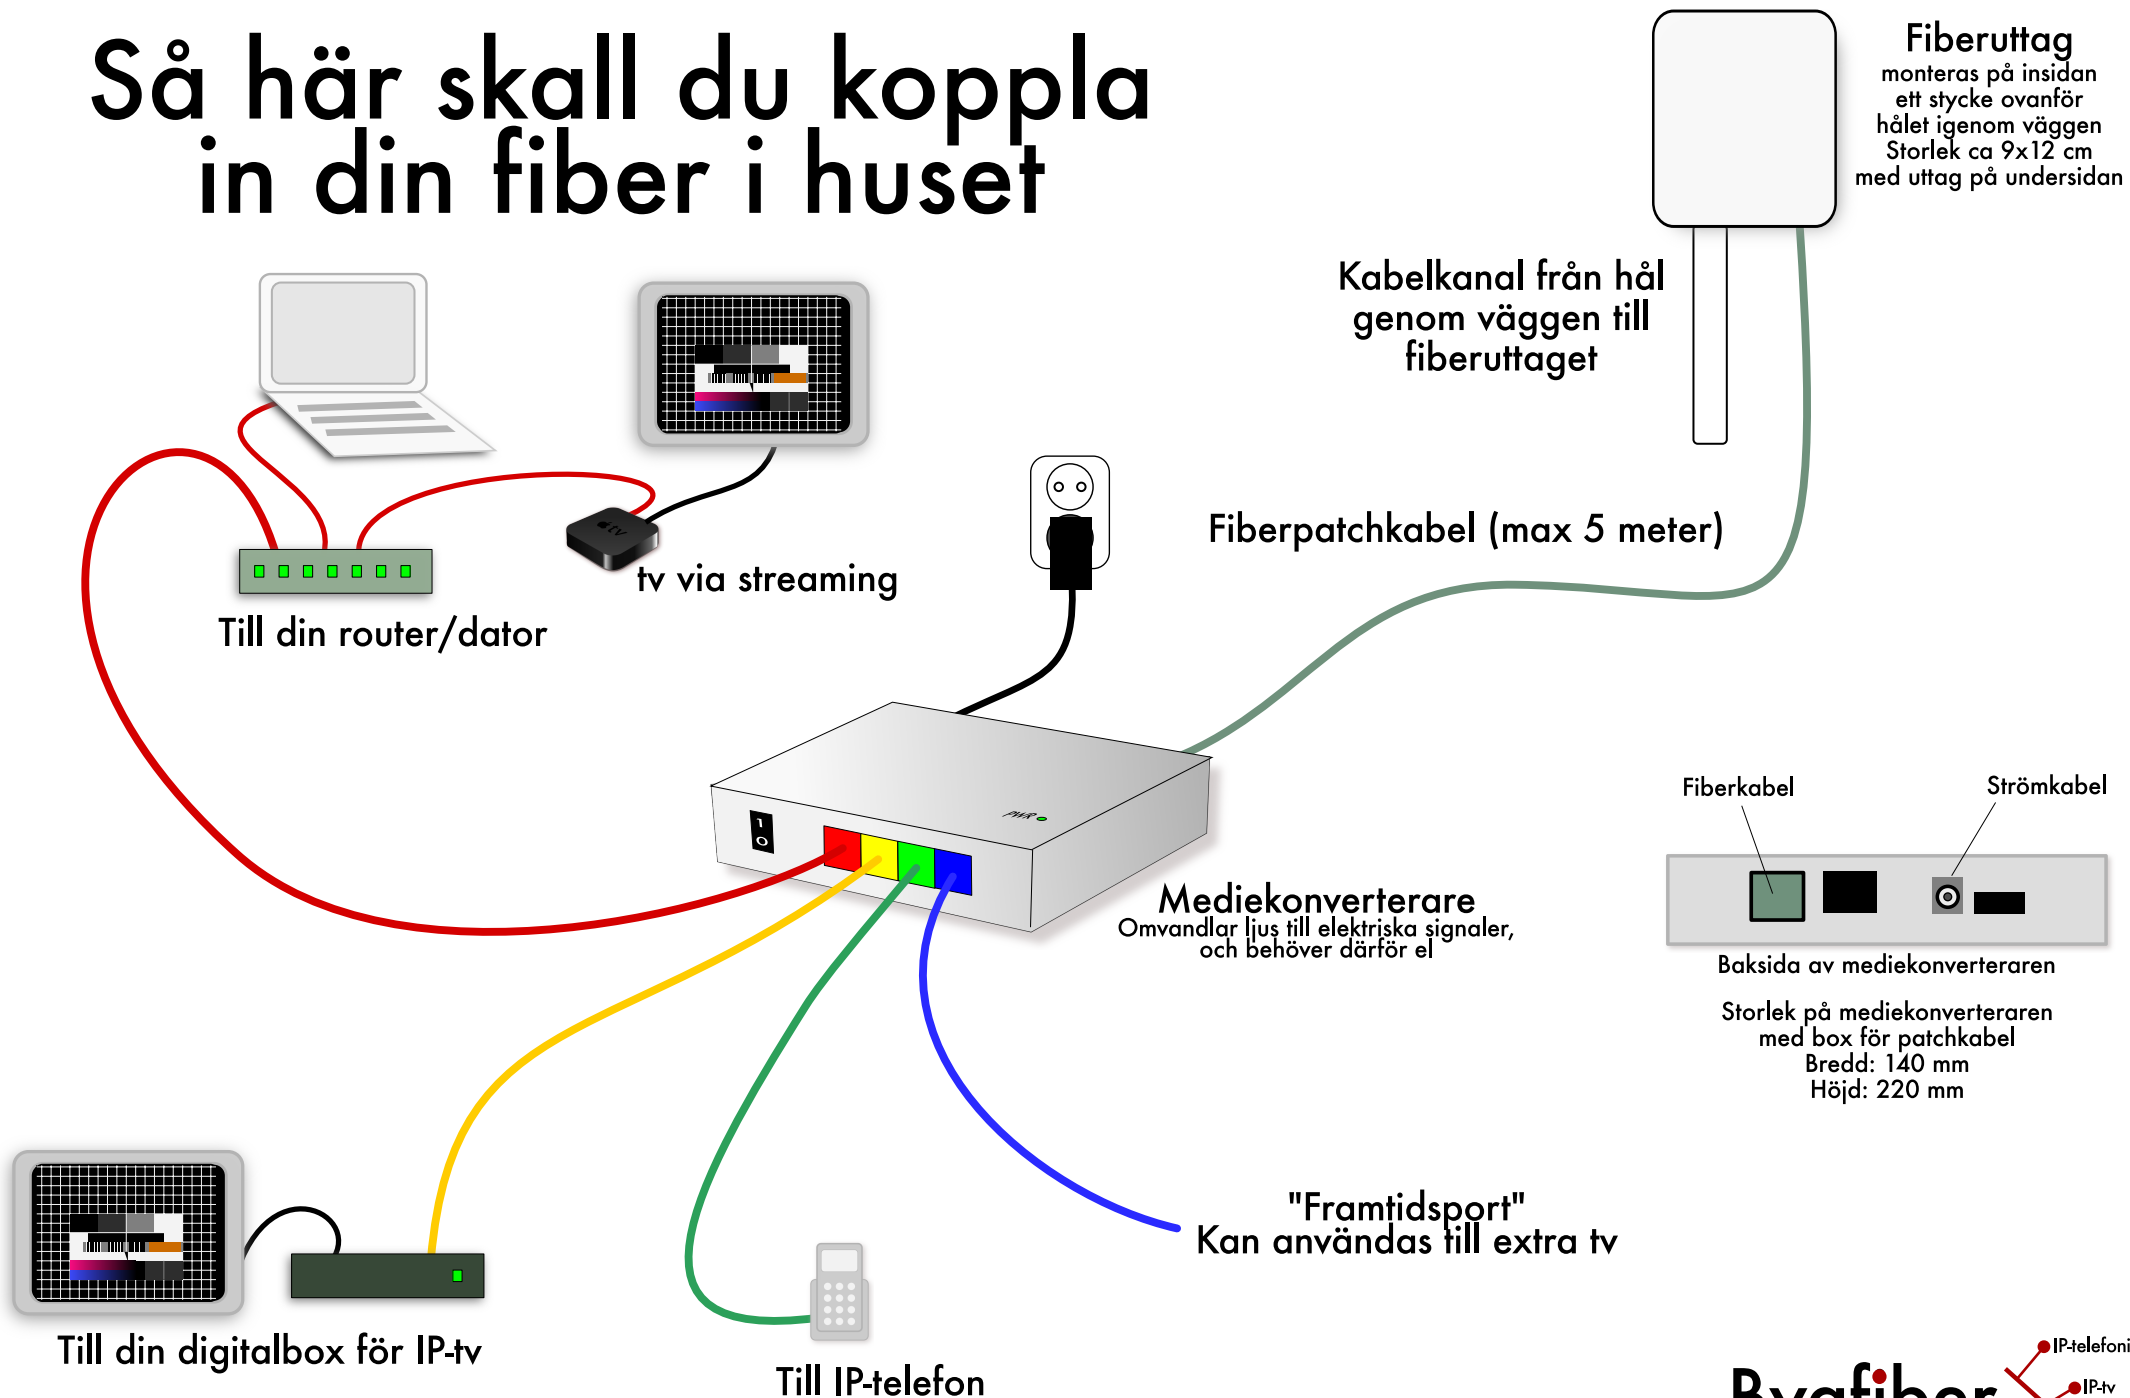 Så här skall du koppla
in din fiber i huset
Fiberuttag
monteras på insidan
ett stycke ovanför
hålet igenom väggen
Storlek ca 9x12 cm
med uttag på undersidan
Kabelkanal från hål
genom väggen till
fiberuttaget
tv
tv via streaming
Till din router/dator
Fiberpatchkabel (max 5 meter)
1
0
PWR
Mediekonverterare
Omvandlar ljus till elektriska signaler,
och behöver därför el
Fiberkabel
Strömkabel
Baksida av mediekonverteraren
Storlek på mediekonverteraren
med box för patchkabel
Bredd: 140 mm
Höjd: 220 mm
"Framtidsport"
Kan användas till extra tv
Till din digitalbox för IP-tv
Till IP-telefon
IP-telefoni
IP-tv